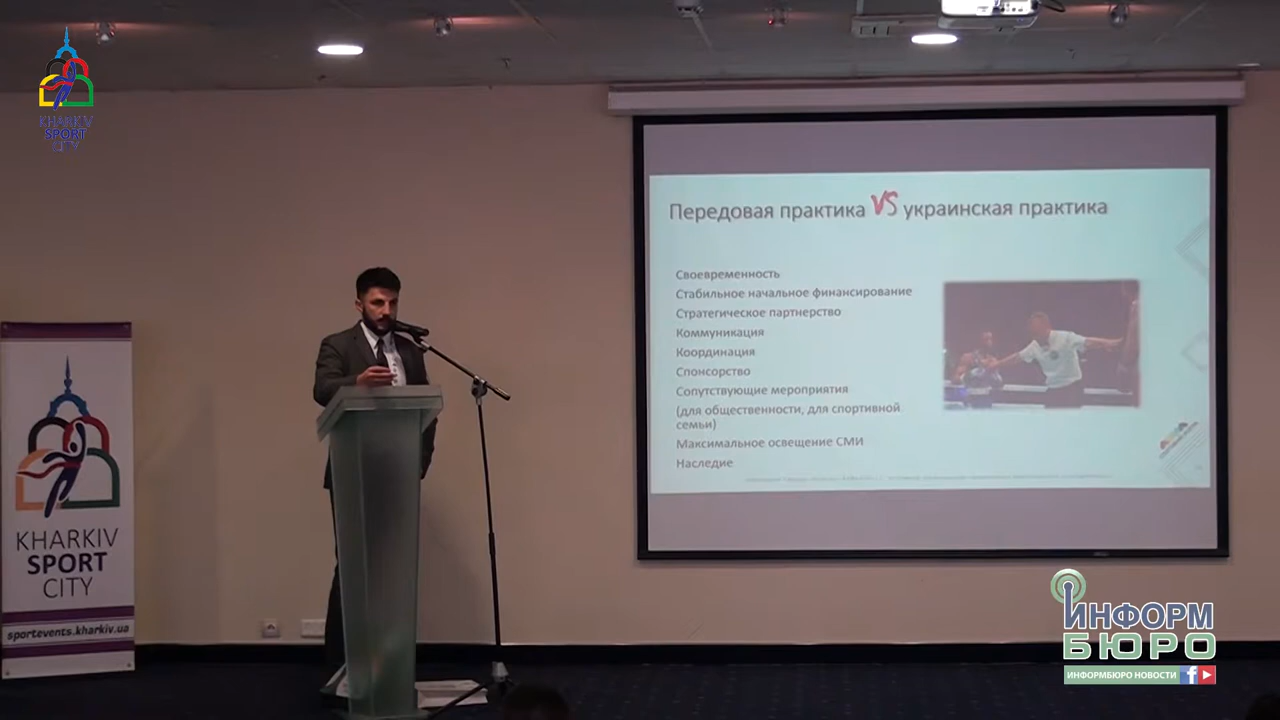 KHARKIV
SPORT
CITY
Передовая практика VS украинская практика
Своевременность
Стабильное начальное финансирование
Стратегическое партнерство
Коммуникация
Координация
Спонсорство
Сопутствующие мероприятия
(для общественности, для спортивной
семьи)
Максимальное освещение СМИ
Наследие
KHARKIV
SPORT
CITY
sportevents.kharkiv.ua
ИНФОРМ
БЮРО
ИНФОРМБЮРО НОВОСТИ